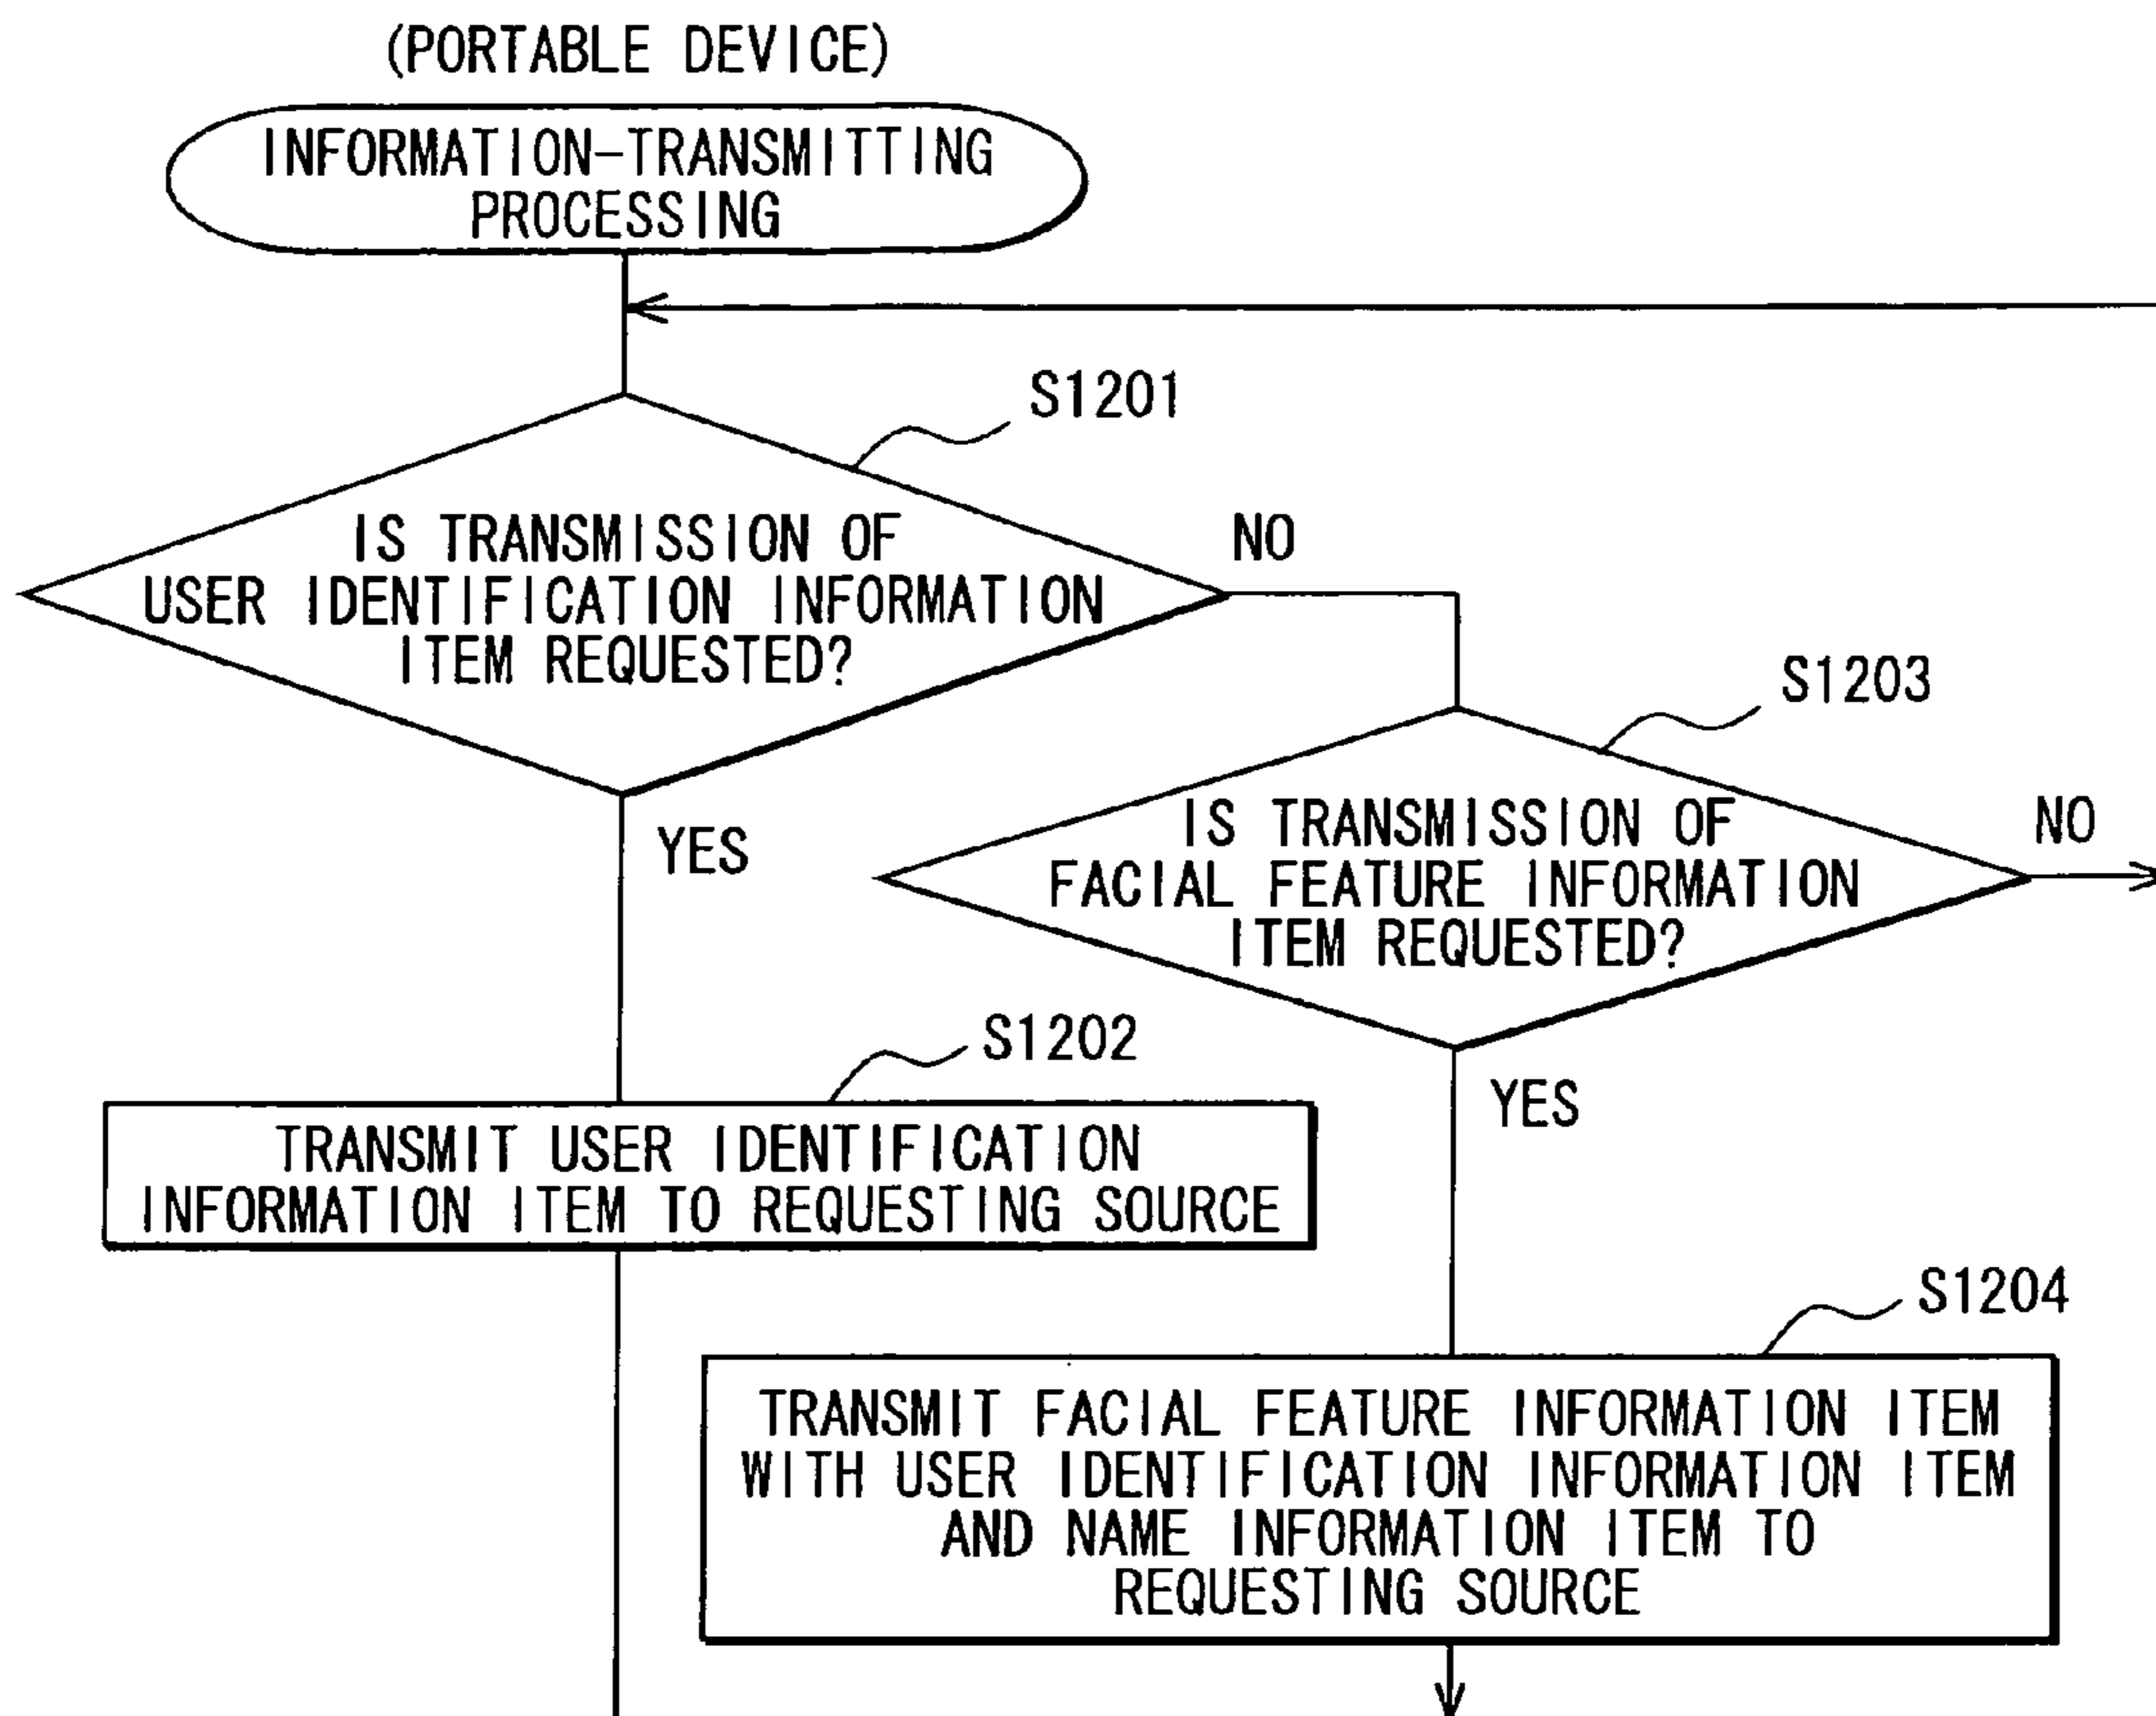 (PORTABLE DEVICE)
INFORMATION-TRANSMITTING
PROCESSING
S1201
IS TRANSMISSION OF
USER IDENTIFICATION INFORMATION
ITEM REQUESTED?
NO
YES
S1203
IS TRANSMISSION OF
FACIAL FEATURE INFORMATION
ITEM REQUESTED?
NO
YES
S1202
TRANSMIT USER IDENTIFICATION
INFORMATION ITEM TO REQUESTING SOURCE
S1204
TRANSMIT FACIAL FEATURE INFORMATION ITEM
WITH USER IDENTIFICATION INFORMATION ITEM
AND NAME INFORMATION ITEM TO
REQUESTING SOURCE